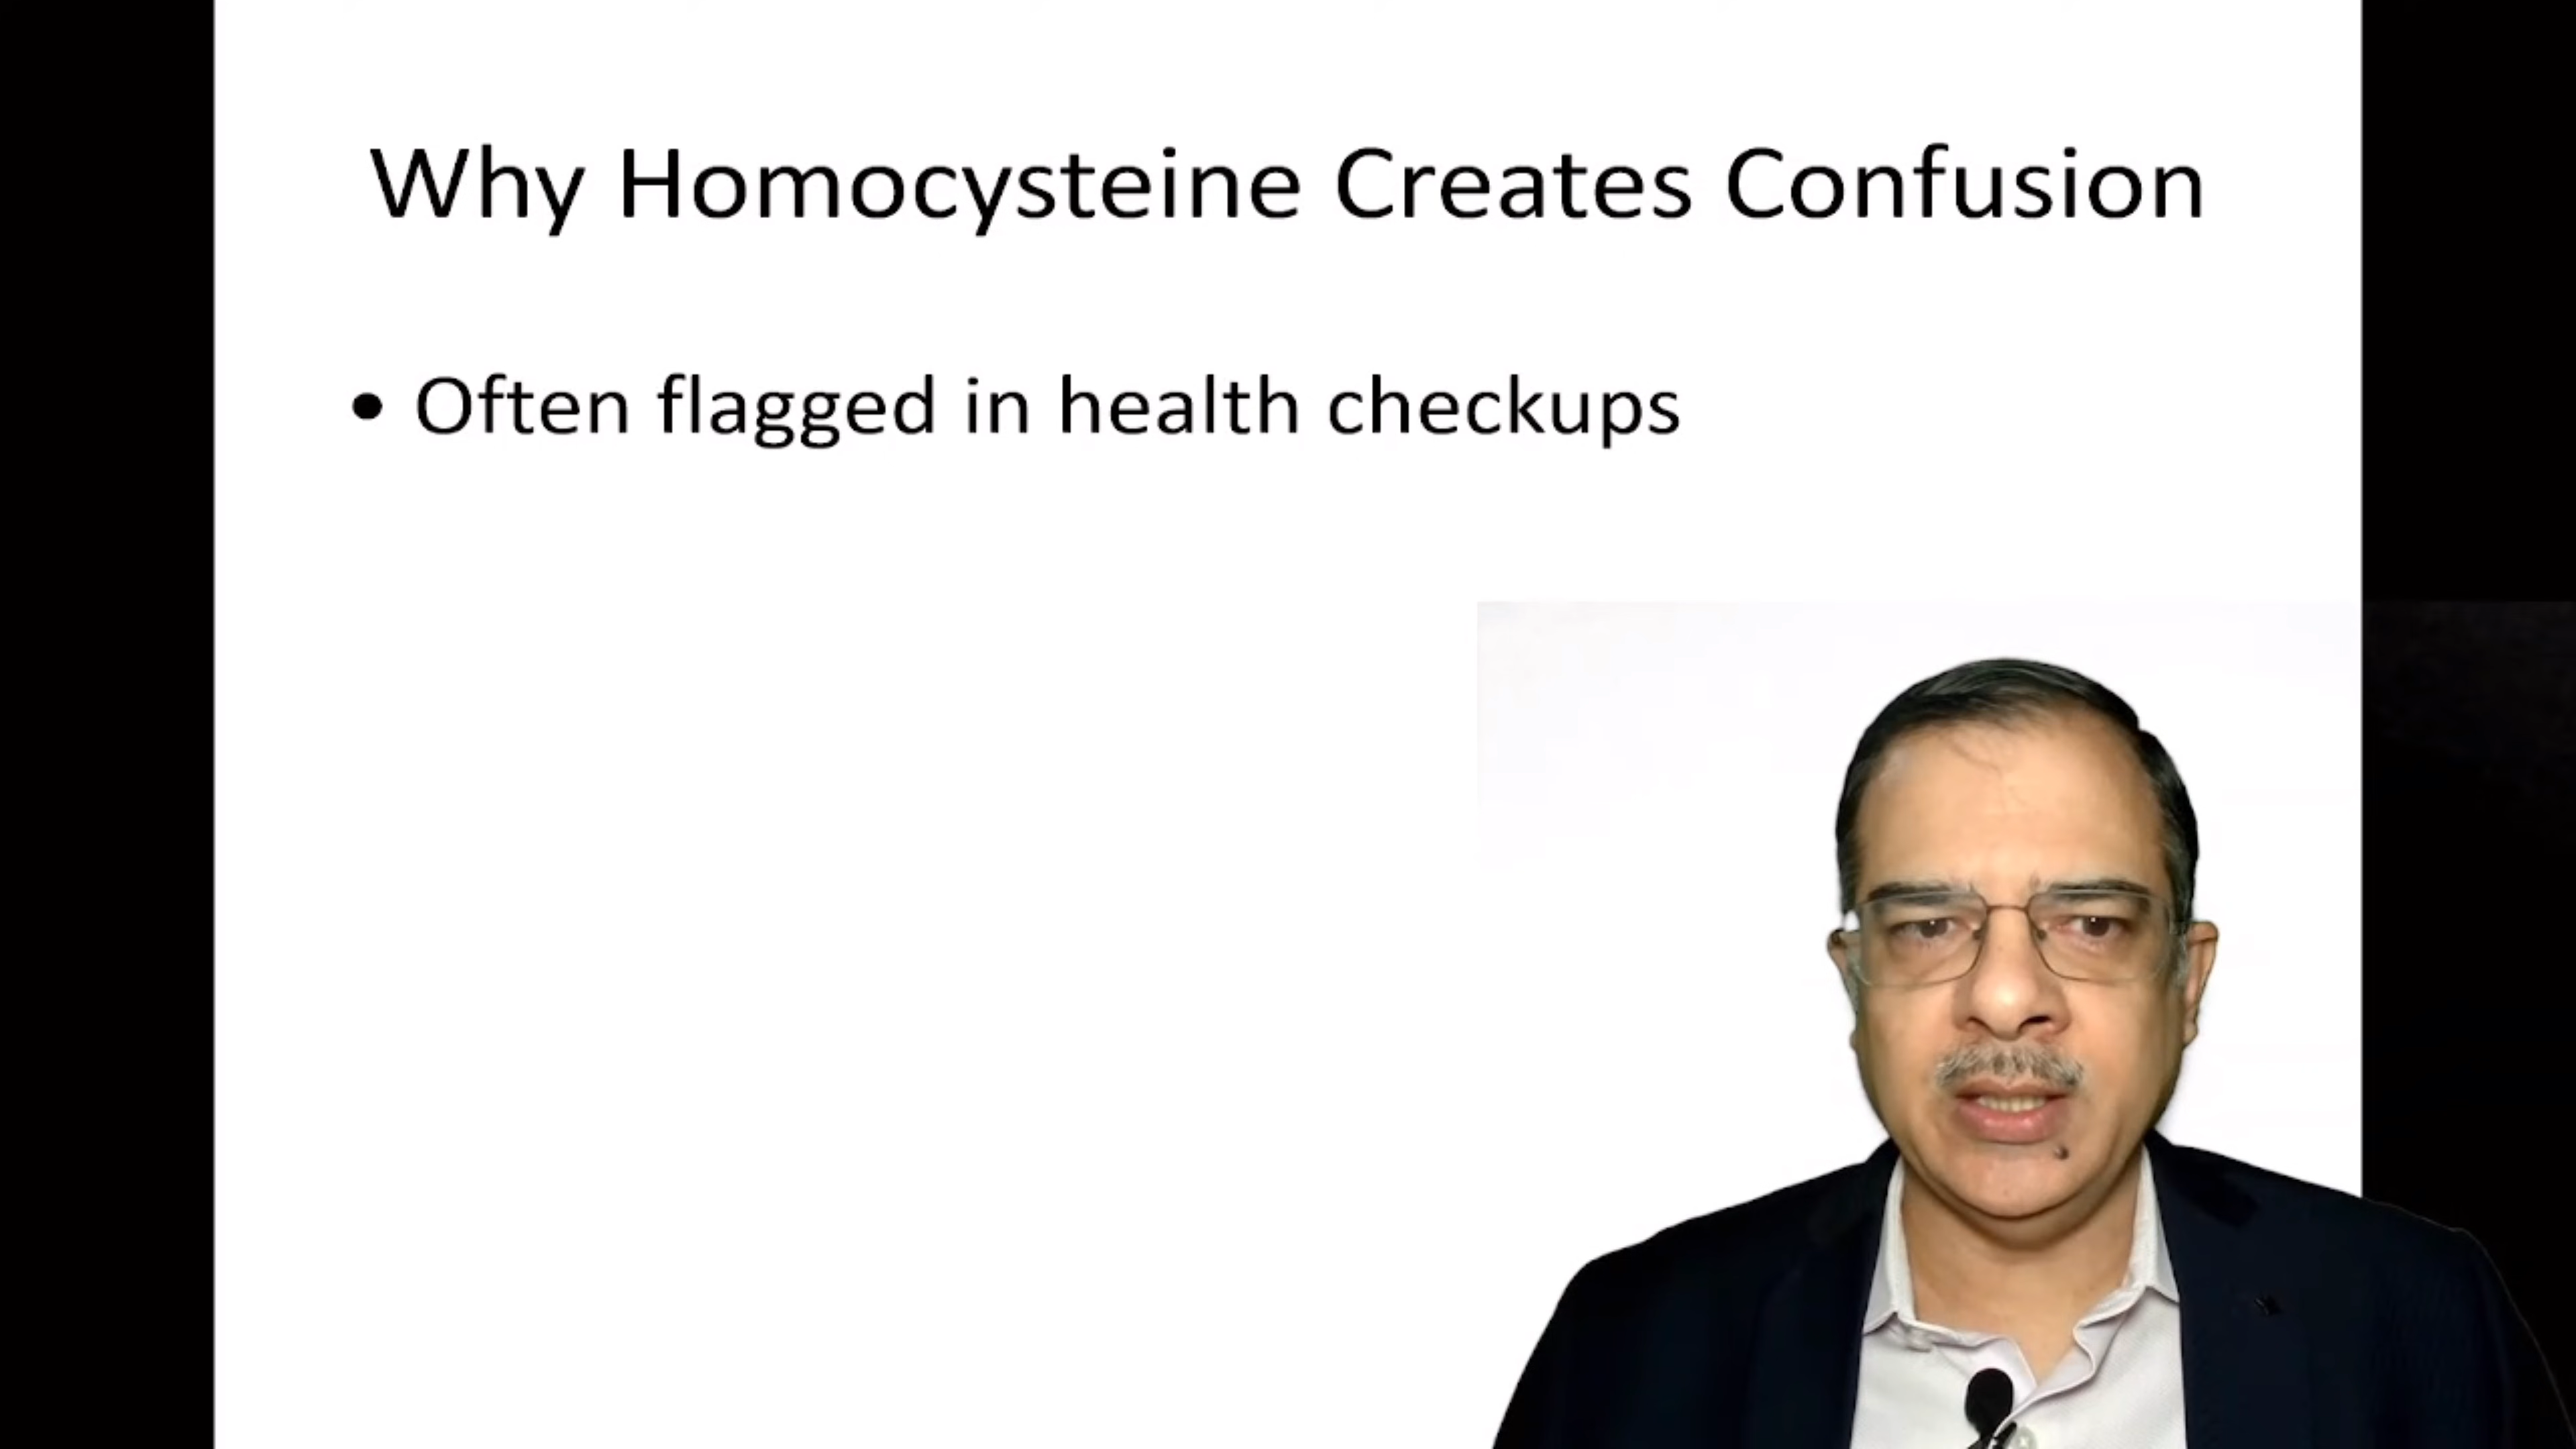 Why Homocysteine Creates Confusion
• Often flagged in health checkups